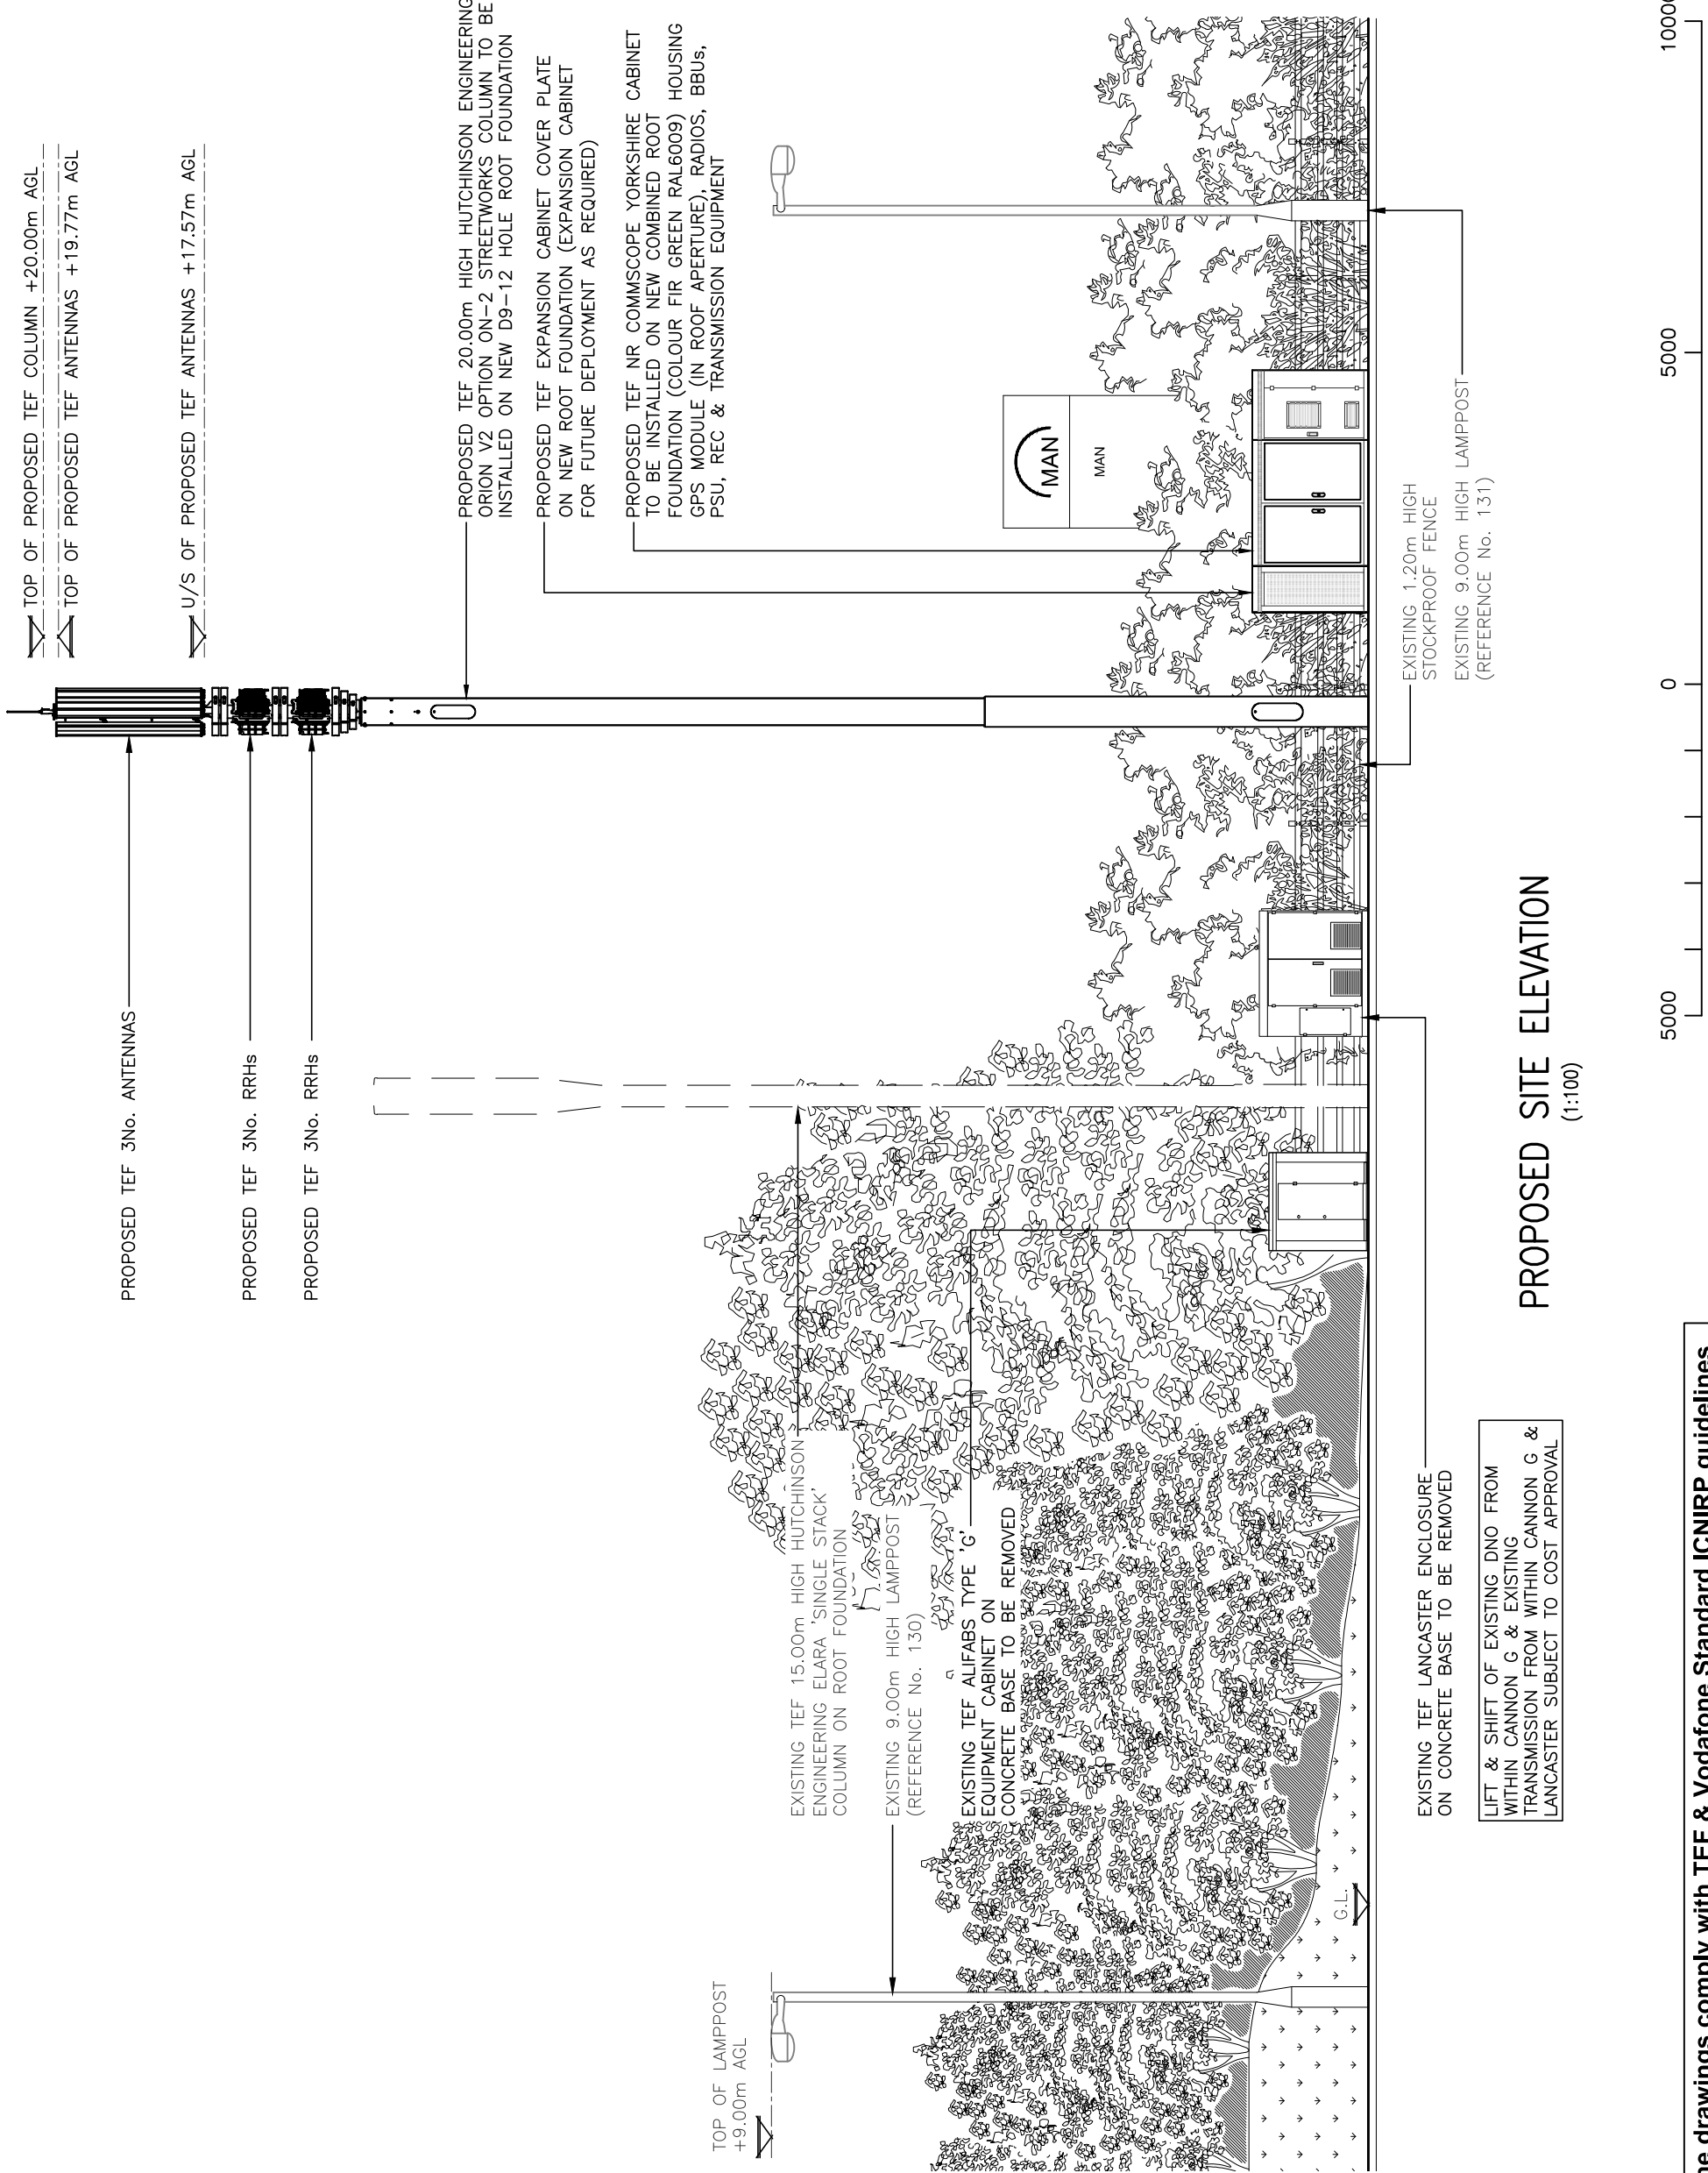 TOP OF PROPOSED TEF COLUMN +20.00m AGL
TOP OF PROPOSED TEF ANTENNAS +19.77m AGL
U/S OF PROPOSED TEF ANTENNAS +17.57m AGL
PROPOSED TEF 3No. ANTENNAS
PROPOSED TEF 3No. RRHs
PROPOSED TEF 3No. RRHs
PROPOSED TEF 20.00m HIGH HUTCHINSON ENGINEERING
ORION V2 OPTION ON-2 STREETWORKS COLUMN TO BE
INSTALLED ON NEW D9-12 HOLE ROOT FOUNDATION
PROPOSED TEF EXPANSION CABINET COVER PLATE
ON NEW ROOT FOUNDATION (EXPANSION CABINET
FOR FUTURE DEPLOYMENT AS REQUIRED)
PROPOSED TEF NR COMMSCOPE YORKSHIRE CABINET
TO BE INSTALLED ON NEW COMBINED ROOT
FOUNDATION (COLOUR FIR GREEN RAL6009) HOUSING
GPS MODULE (IN ROOF APERTURE), RADIOS, BBUs,
PSU, REC & TRANSMISSION EQUIPMENT
TOP OF LAMPPOST
+9.00m AGL
EXISTING TEF 15.00m HIGH HUTCHINSON
ENGINEERING ELARA 'SINGLE STACK'
COLUMN ON ROOT FOUNDATION
EXISTING 9.00m HIGH LAMPPOST
(REFERENCE No. 130)
EXISTING TEF ALIFABS TYPE 'G'
EQUIPMENT CABINET ON
CONCRETE BASE TO BE REMOVED
MAN
MAN
G.L.
EXISTING 1.20m HIGH
STOCKPROOF FENCE
EXISTING 9.00m HIGH LAMPPOST
(REFERENCE No. 131)
EXISTING TEF LANCASTER ENCLOSURE
ON CONCRETE BASE TO BE REMOVED
LIFT & SHIFT OF EXISTING DNO FROM
WITHIN CANNON G & EXISTING
TRANSMISSION FROM WITHIN CANNON G &
LANCASTER SUBJECT TO COST APPROVAL
PROPOSED SITE ELEVATION
(1:100)
5000 0 5000 10000
drawings comply with TEF & Vodafone Standard ICNIRP guidelines